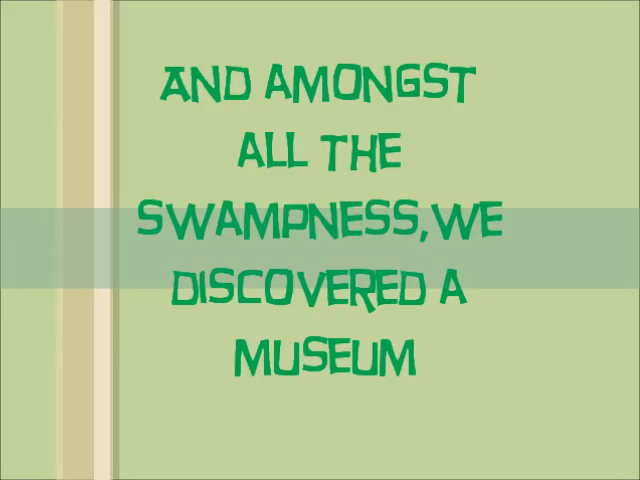 AND AMONGST
ALL THE
SWAMPNESS,WE
DISCOVERED A
MUSEUM